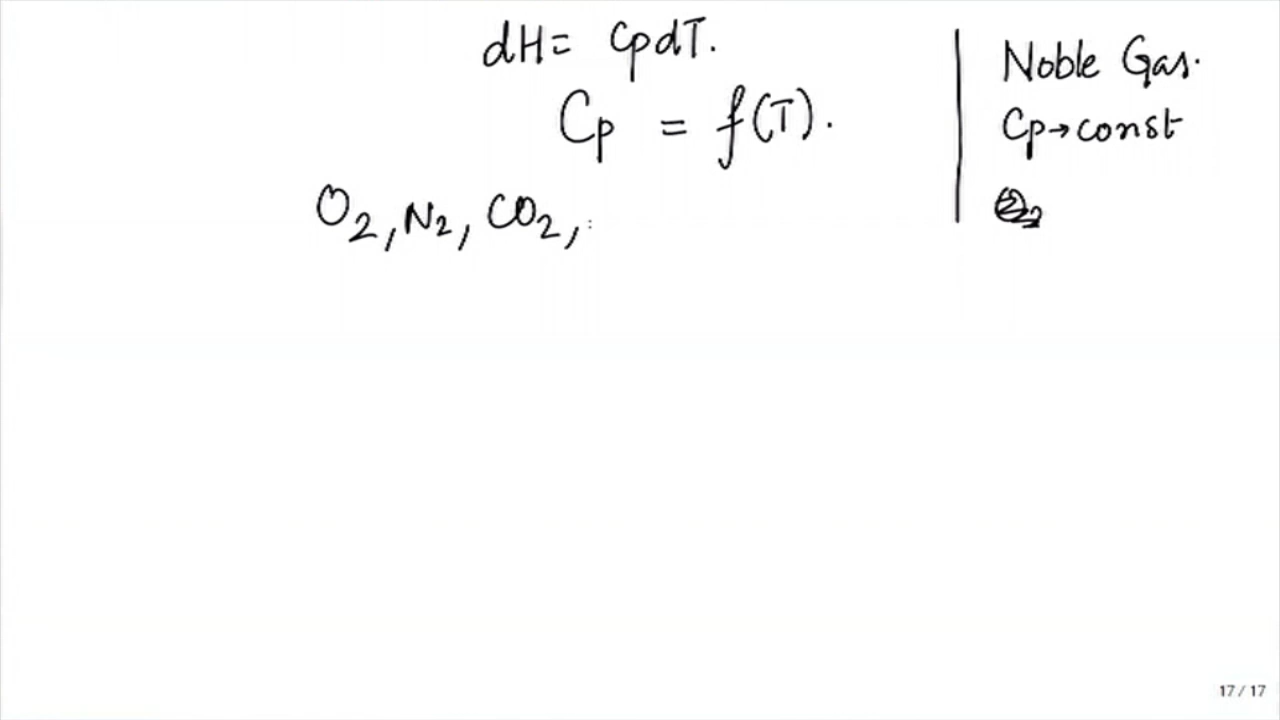 dH= CpdT.
Cp = f(T).
O2, N2, CO2,
Noble Gas.
Cp→const
17 / 17